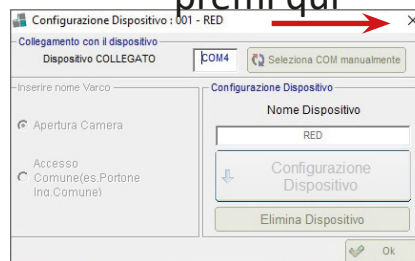 premi qui
Configurazione Dispositivo : 001 - RED
Collegamento con il dispositivo
Dispositivo COLLEGATO
COM4
Seleziona COM manualmente
Inserire nome Varco
Apertura Camera
Accesso
Comune(es.Portone
Ing.Comune)
Configurazione Dispositivo
Nome Dispositivo
RED
Configurazione
Dispositivo
Elimina Dispositivo
Ok